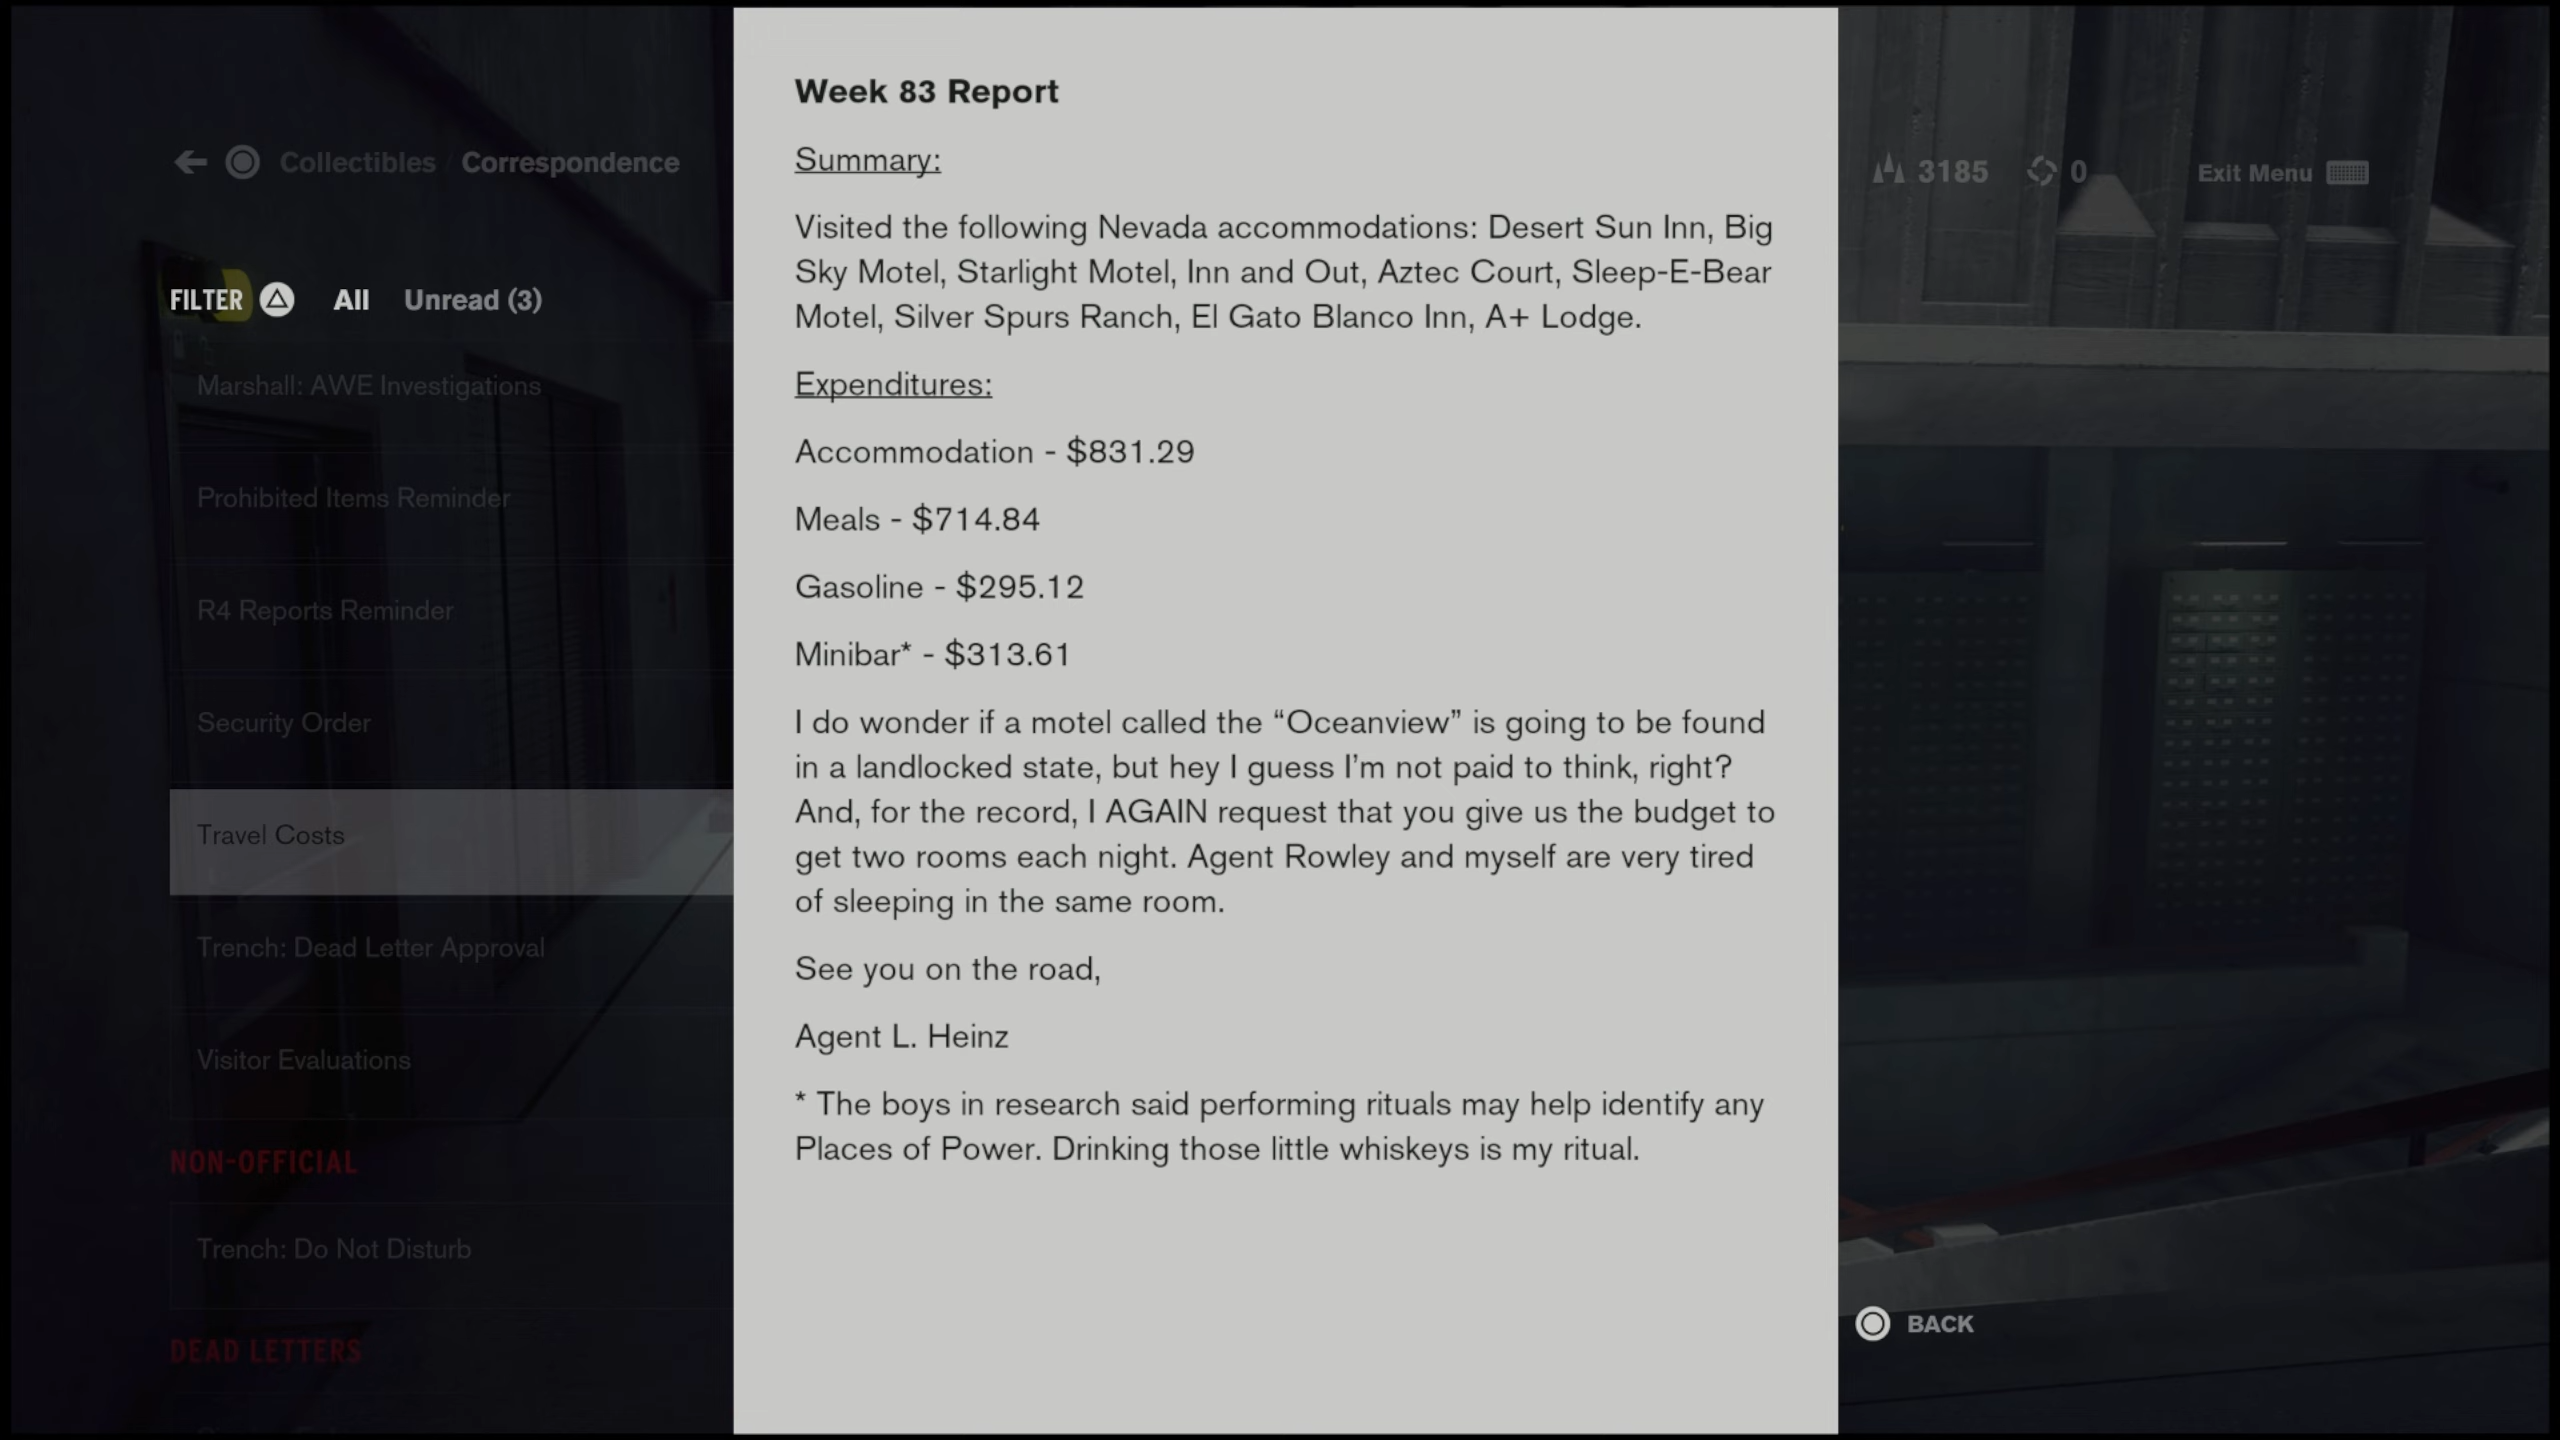 Collectibles / Correspondence
3185
0
Exit Menu
FILTER All Unread (3)
Marshall: AWE Investigations
Prohibited Items Reminder
R4 Reports Reminder
Security Order
Travel Costs
Trench: Dead Letter Approval
Visitor Evaluations
NON-OFFICIAL
Trench: Do Not Disturb
DEAD LETTERS
Week 83 Report
Summary:
Visited the following Nevada accommodations: Desert Sun Inn, Big
Sky Motel, Starlight Motel, Inn and Out, Aztec Court, Sleep-E-Bear
Motel, Silver Spurs Ranch, El Gato Blanco Inn, A+ Lodge.
Expenditures:
Accommodation - $831.29
Meals - $714.84
Gasoline - $295.12
Minibar* - $313.61
I do wonder if a motel called the “Oceanview” is going to be found
in a landlocked state, but hey I guess I’m not paid to think, right?
And, for the record, I AGAIN request that you give us the budget to
get two rooms each night. Agent Rowley and myself are very tired
of sleeping in the same room.
See you on the road,
Agent L. Heinz
* The boys in research said performing rituals may help identify any
Places of Power. Drinking those little whiskeys is my ritual.
BACK